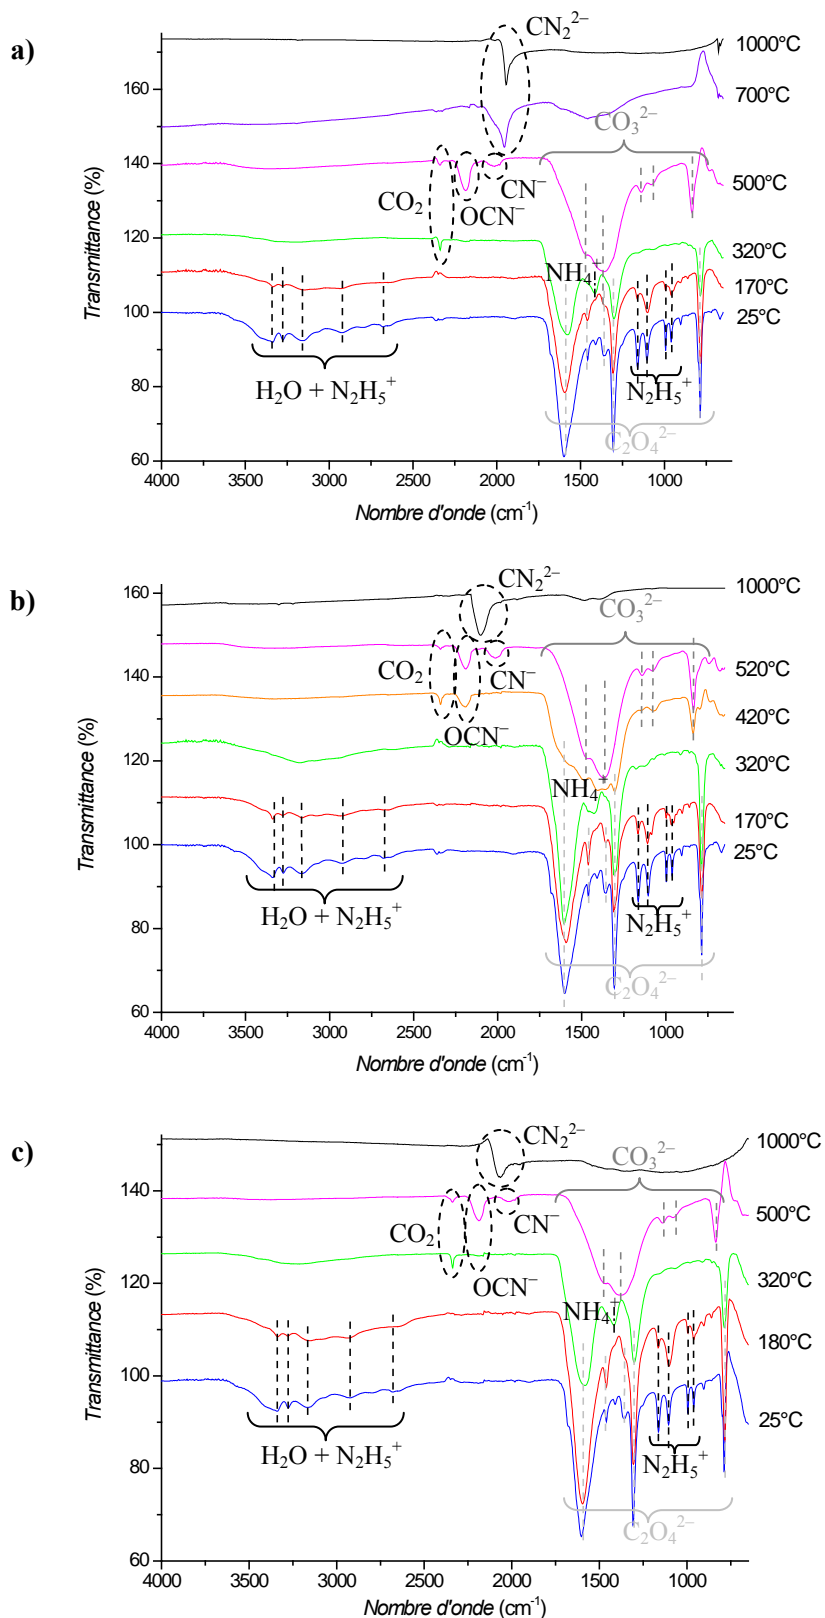 a)
CN₂²⁻
1000°C
700°C
CO₃²⁻
500°C
CO₂
OCN⁻
CN⁻
320°C
NH₄⁺
170°C
25°C
H₂O + N₂H₅⁺
N₂H₅⁺
C₂O₄²⁻
Transmittance (%)
160
140
120
100
80
60
4000 3500 3000 2500 2000 1500 1000
Nombre d'onde (cm⁻¹)
b)
CN₂²⁻
1000°C
CO₃²⁻
520°C
CO₂
CN⁻
420°C
OCN⁻
320°C
NH₄⁺
170°C
25°C
H₂O + N₂H₅⁺
N₂H₅⁺
C₂O₄²⁻
Transmittance (%)
160
140
120
100
80
60
4000 3500 3000 2500 2000 1500 1000
Nombre d'onde (cm⁻¹)
c)
CN₂²⁻
1000°C
CO₃²⁻
500°C
CO₂
CN⁻
OCN⁻
320°C
NH₄⁺
180°C
25°C
H₂O + N₂H₅⁺
N₂H₅⁺
C₂O₄²⁻
Transmittance (%)
140
120
100
80
60
4000 3500 3000 2500 2000 1500 1000
Nombre d'onde (cm⁻¹)